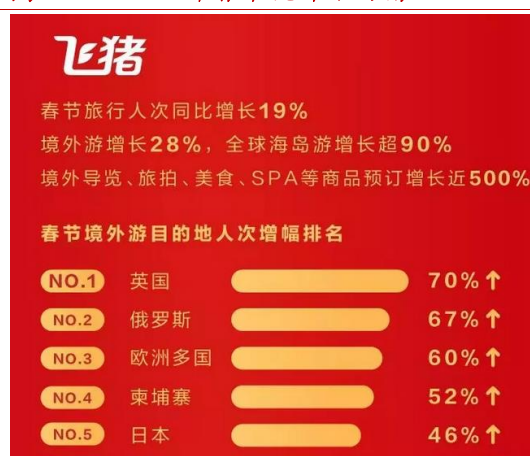 飞猪
春节旅行人次同比增长19%
境外游增长28%，全球海岛游增长超90%
境外导览、旅拍、美食、SPA等商品预订增长近500%
春节境外游目的地人次增幅排名
NO.1 英国 70%↑
NO.2 俄罗斯 67%↑
NO.3 欧洲多国 60%↑
NO.4 柬埔寨 52%↑
NO.5 日本 46%↑